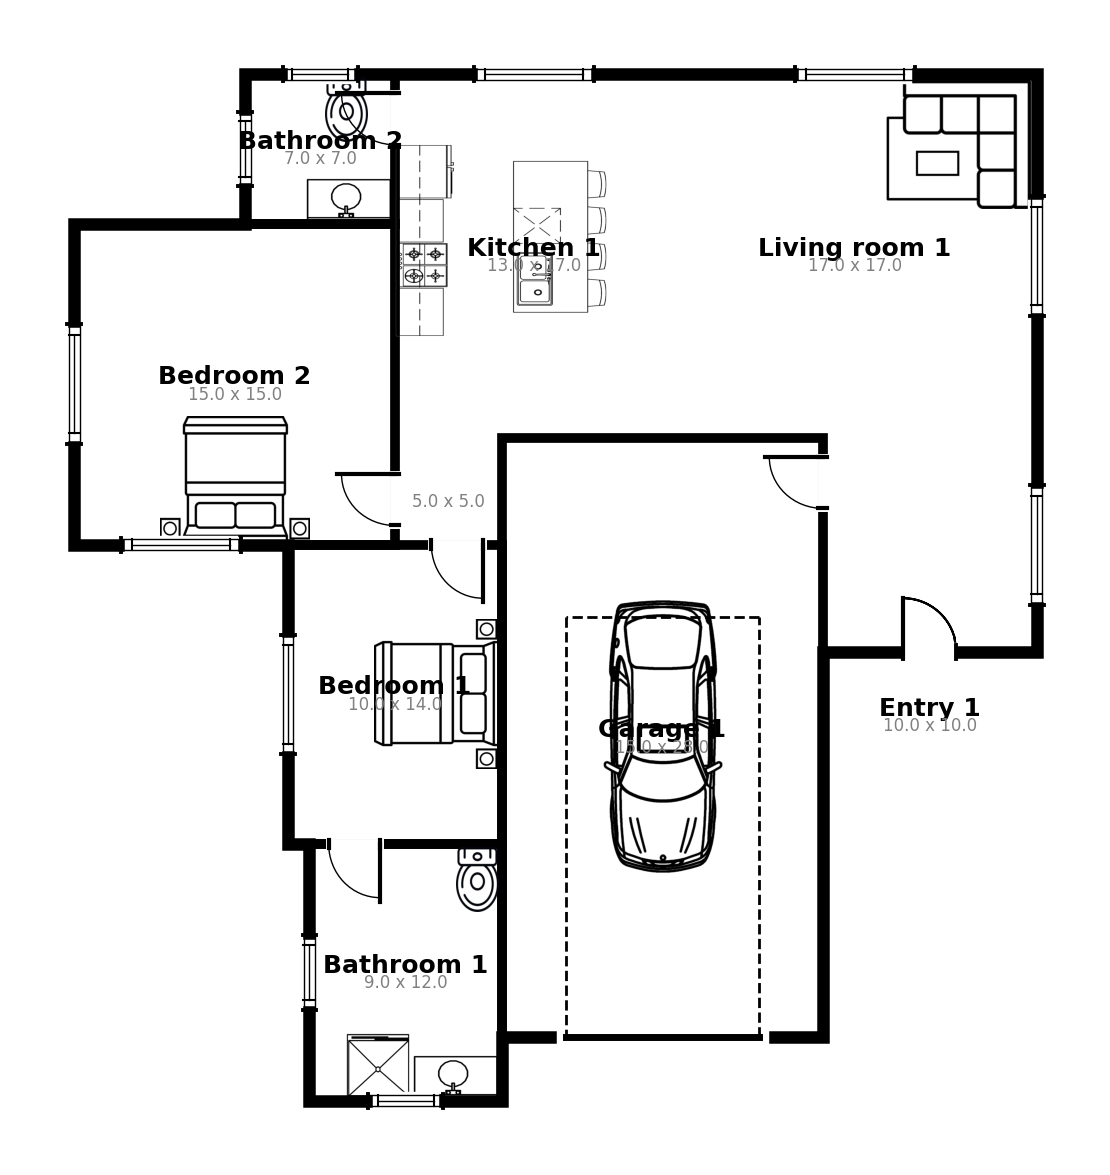 Bathroom 2
7.0 x 7.0
Kitchen 1
13.0 x 17.0
Living room 1
17.0 x 17.0
Bedroom 2
15.0 x 15.0
5.0 x 5.0
Bedroom 1
10.0 x 14.0
Entry 1
10.0 x 10.0
Garage 1
15.0 x 28.0
Bathroom 1
9.0 x 12.0